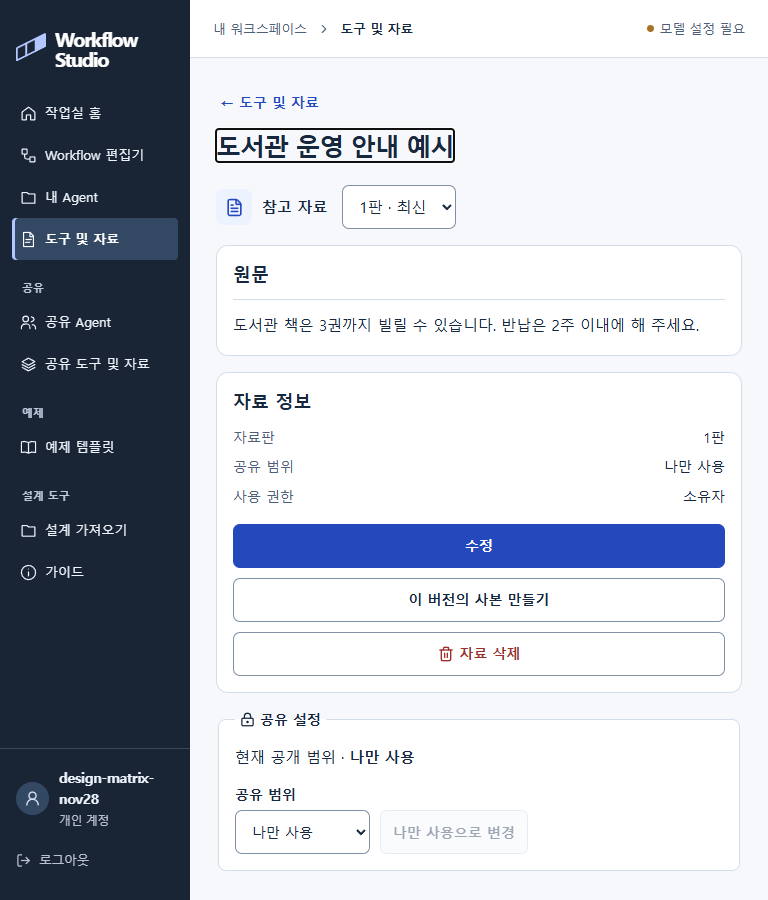 Workflow
Studio
작업실 홈
Workflow 편집기
내 Agent
도구 및 자료
공유
공유 Agent
공유 도구 및 자료
예제
예제 템플릿
설계 도구
설계 가져오기
가이드
design-matrix-
nov28
개인 계정
로그아웃
내 워크스페이스 > 도구 및 자료
모델 설정 필요
← 도구 및 자료
도서관 운영 안내 예시
참고 자료 1판 · 최신
원문
도서관 책은 3권까지 빌릴 수 있습니다. 반납은 2주 이내에 해 주세요.
자료 정보
자료판 1판
공유 범위 나만 사용
사용 권한 소유자
수정
이 버전의 사본 만들기
자료 삭제
공유 설정
현재 공개 범위 · 나만 사용
공유 범위
나만 사용 나만 사용으로 변경